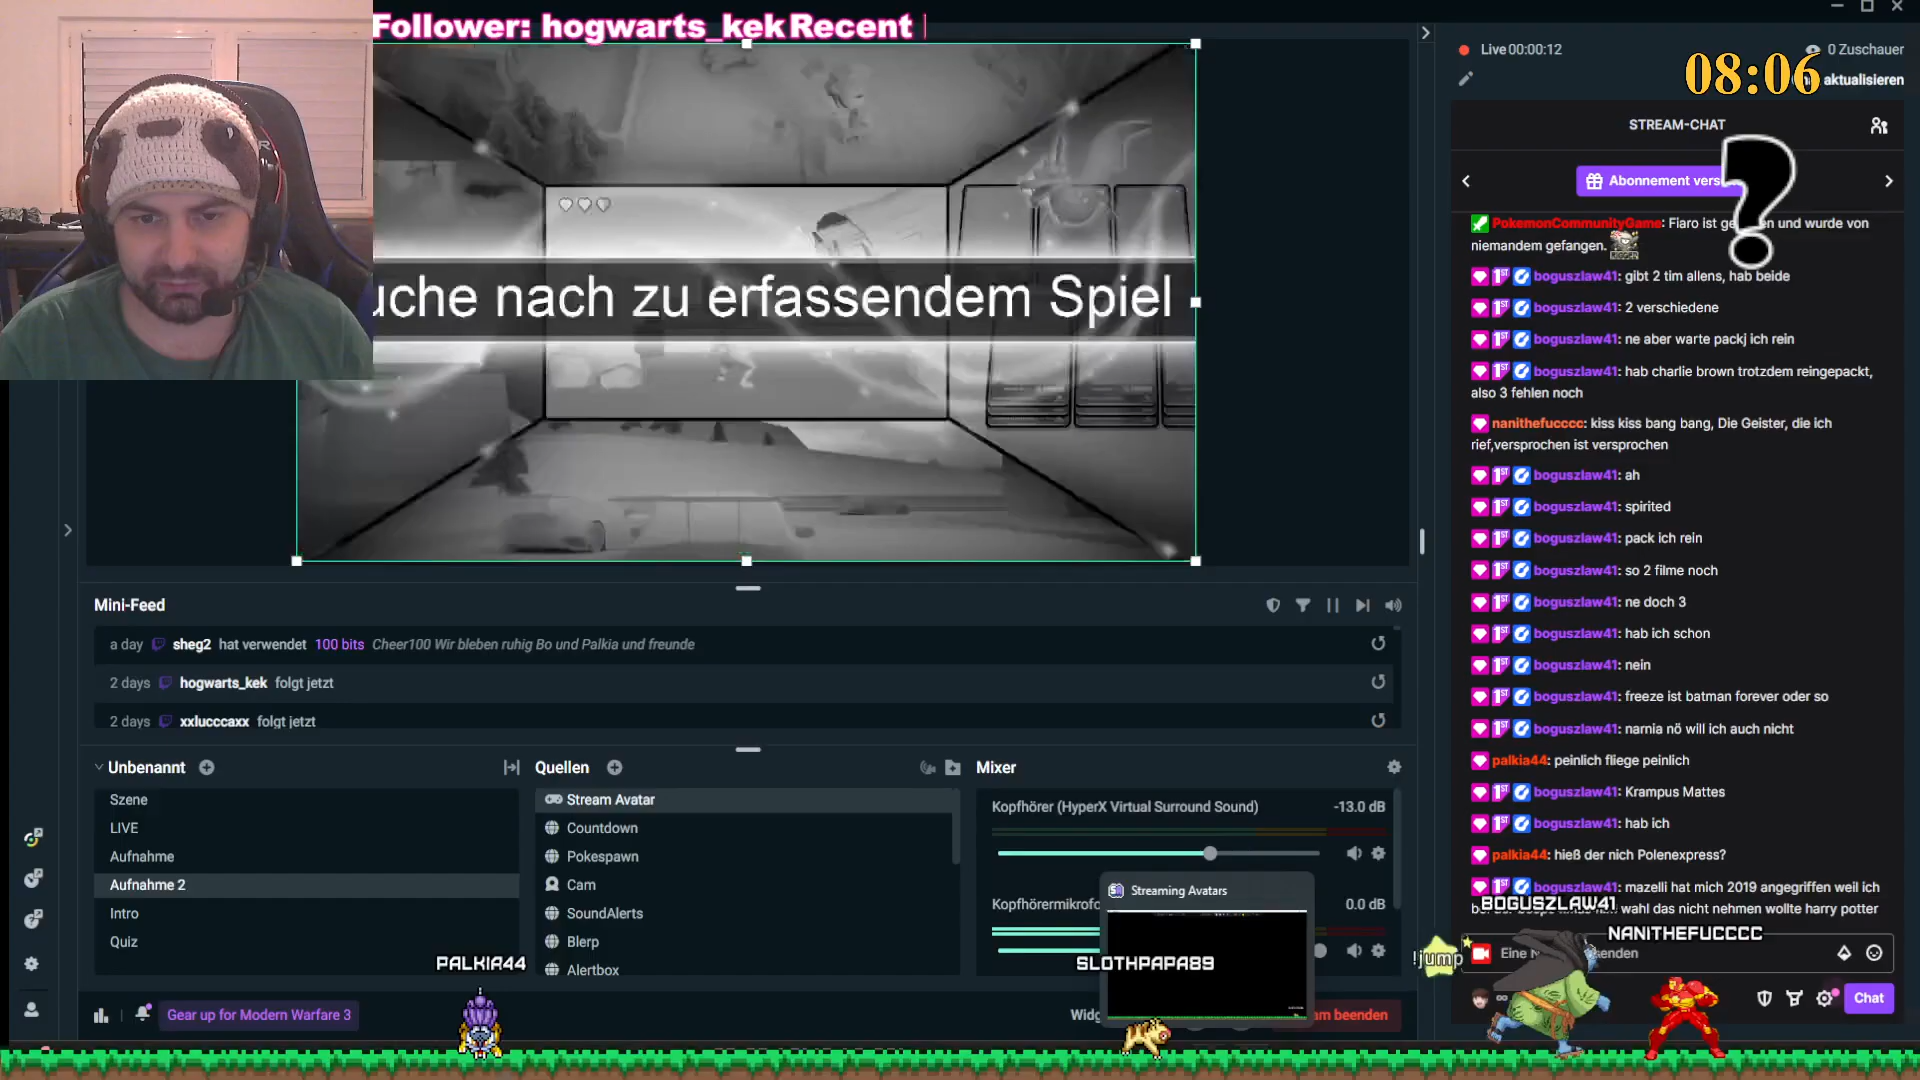 Follower: hogwarts_kek Recent
Live 00:00:12
0 Zuschauer
08:06
aktualisieren
STREAM-CHAT
Abonnement vers
PokemonCommunityGame: Fiaro ist ge en und wurde von
niemandem gefangen.
boguszlaw41: gibt 2 tim allens, hab beide
boguszlaw41: 2 verschiedene
boguszlaw41: ne aber warte packj ich rein
boguszlaw41: hab charlie brown trotzdem reingepackt,
also 3 fehlen noch
nanithefucccc: kiss kiss bang bang, Die Geister, die ich
rief,versprochen ist versprochen
boguszlaw41: ah
boguszlaw41: spirited
boguszlaw41: pack ich rein
boguszlaw41: so 2 filme noch
boguszlaw41: ne doch 3
boguszlaw41: hab ich schon
boguszlaw41: nein
boguszlaw41: freeze ist batman forever oder so
boguszlaw41: narnia nö will ich auch nicht
palkia44: peinlich fliege peinlich
boguszlaw41: Krampus Mattes
boguszlaw41: hab ich
palkia44: hieß der nich Polenexpress?
boguszlaw41: mazelli hat mich 2019 angegriffen weil ich
wahl das nicht nehmen wollte harry potter
BOGUSZLAW41
NANITHEFUCCCC
!jump
Eine N senden
Chat
uche nach zu erfassendem Spiel
Mini-Feed
a day sheg2 hat verwendet 100 bits Cheer100 Wir bleiben ruhig Bo und Palkia und freunde
2 days hogwarts_kek folgt jetzt
2 days xxlucccaxx folgt jetzt
Unbenannt
Szene
LIVE
Aufnahme
Aufnahme 2
Intro
Quiz
Quellen
Stream Avatar
Countdown
Pokespawn
Cam
SoundAlerts
Blerp
Alertbox
Mixer
Kopfhörer (HyperX Virtual Surround Sound) -13.0 dB
Kopfhörermikrofo 0.0 dB
Streaming Avatars
PALKIA44
SLOTHPAPA89
Gear up for Modern Warfare 3
Widg
am beenden